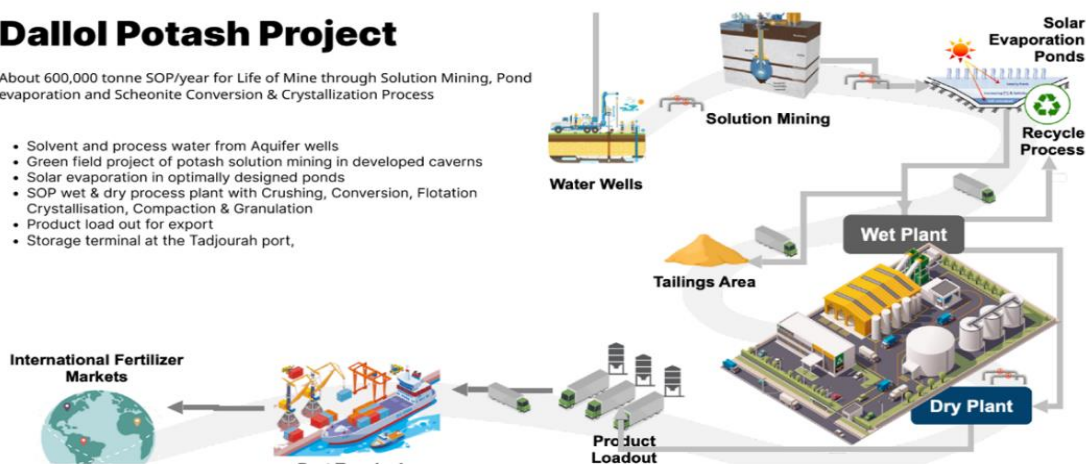 Dallol Potash Project
About 600,000 tonne SOP/year for Life of Mine through Solution Mining, Pond
evaporation and Scheonite Conversion & Crystallization Process
• Solvent and process water from Aquifer wells
• Green field project of potash solution mining in developed caverns
• Solar evaporation in optimally designed ponds
• SOP wet & dry process plant with Crushing, Conversion, Flotation
Crystallisation, Compaction & Granulation
• Product load out for export
• Storage terminal at the Tadjourah port,
Solar
Evaporation
Ponds
Solution Mining
Recycle
Process
Water Wells
Wet Plant
Tailings Area
International Fertilizer
Markets
Dry Plant
Product
Loadout